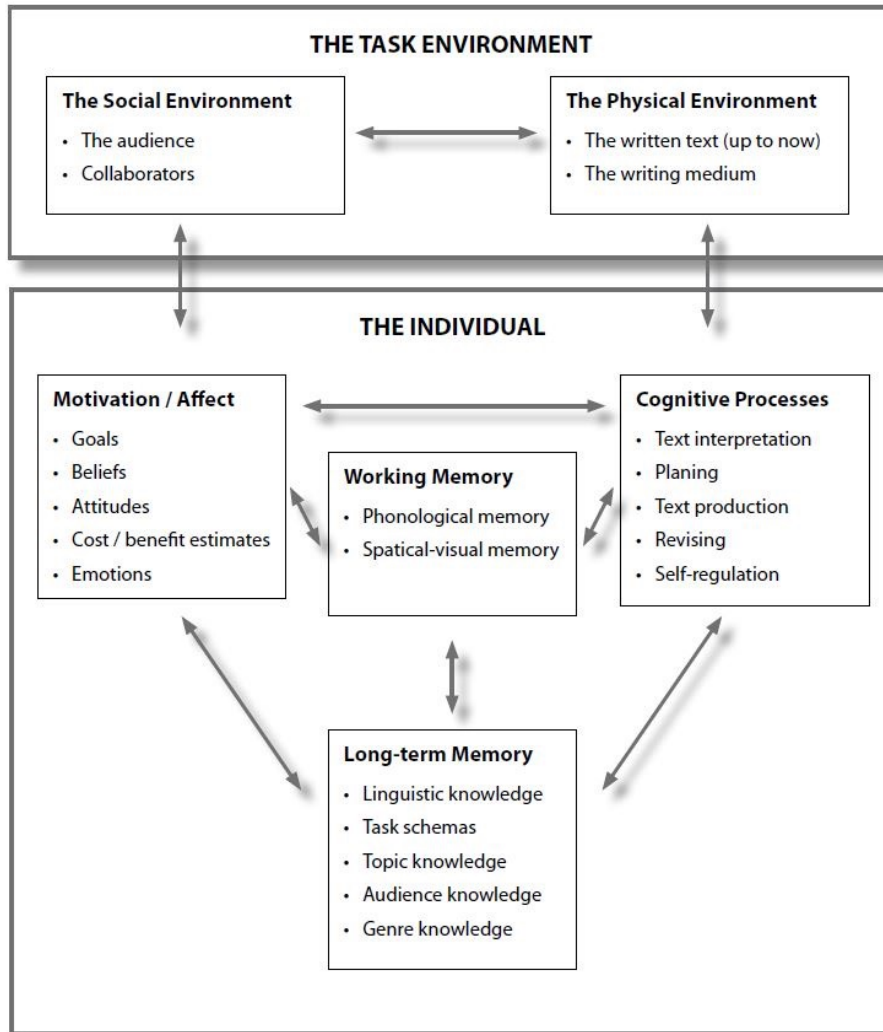 THE TASK ENVIRONMENT
The Social Environment
• The audience
• Collaborators
The Physical Environment
• The written text (up to now)
• The writing medium
THE INDIVIDUAL
Motivation / Affect
• Goals
• Beliefs
• Attitudes
• Cost / benefit estimates
• Emotions
Working Memory
• Phonological memory
• Spatical-visual memory
Cognitive Processes
• Text interpretation
• Planing
• Text production
• Revising
• Self-regulation
Long-term Memory
• Linguistic knowledge
• Task schemas
• Topic knowledge
• Audience knowledge
• Genre knowledge